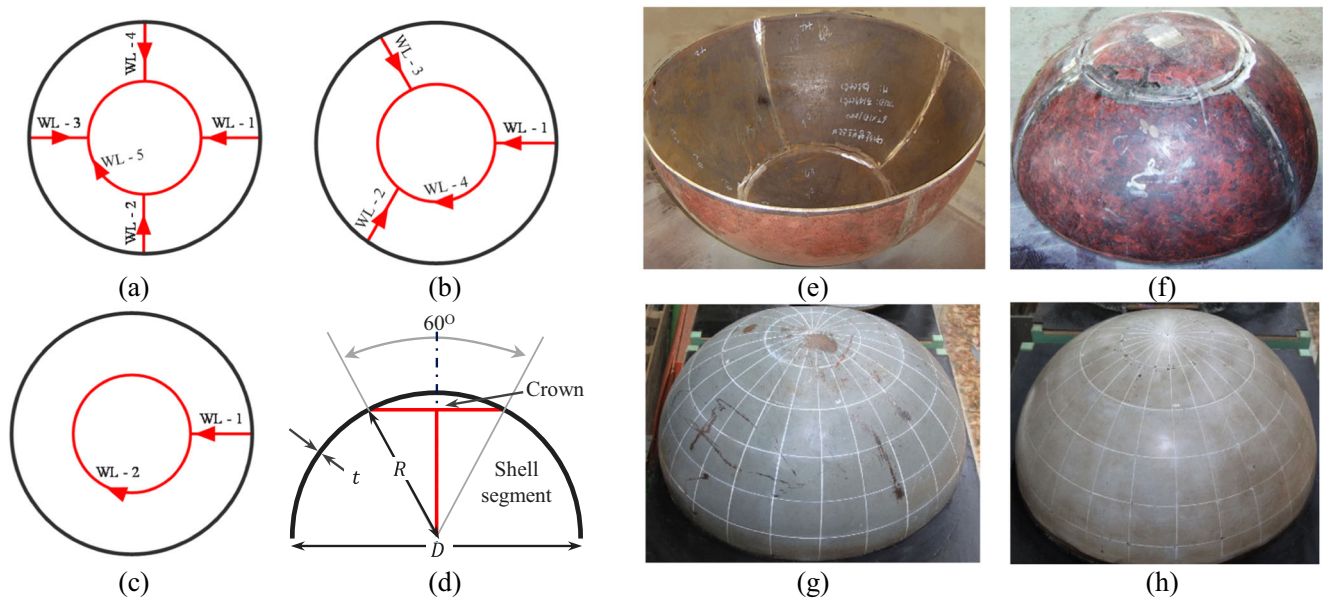 WL - 4
WL - 3
WL - 1
WL - 5
WL - 2
(a)
WL - 3
WL - 1
WL - 2
WL - 4
(b)
WL - 1
WL - 2
(c)
60O
Crown
t
R
Shell
segment
D
(d)
(e)
(f)
(g)
(h)